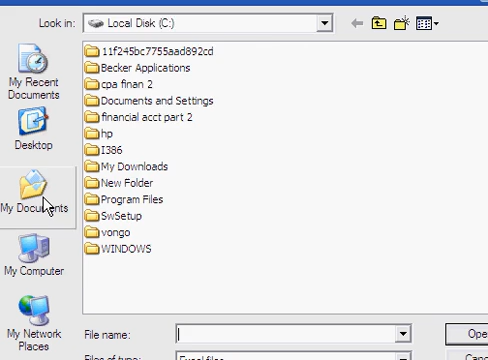 Look in: Local Disk (C:)
11f245bc7755aad892cd
Becker Applications
cpa finan 2
Documents and Settings
financial acct part 2
hp
I386
My Downloads
New Folder
Program Files
SwSetup
vongo
WINDOWS
My Recent
Documents
Desktop
My Documents
My Computer
My Network
Places
File name:
Ope
Files of type: Excel files
Canc